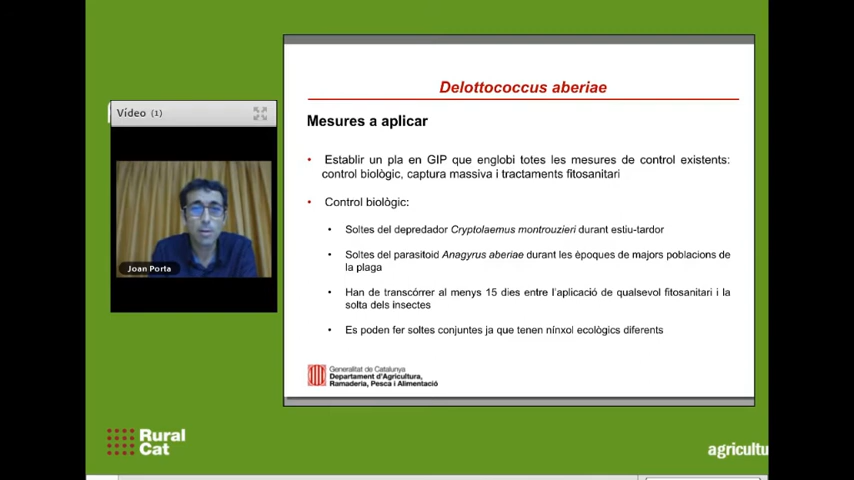 Delottococcus aberiae
Vídeo (1)
Mesures a aplicar
• Establir un pla en GIP que englobi totes les mesures de control existents:
control biològic, captura massiva i tractaments fitosanitari
• Control biològic:
• Soltes del depredador Cryptolaemus montrouzieri durant estiu-tardor
• Soltes del parasitoid Anagyrus aberiae durant les èpoques de majors poblacions de
la plaga
Joan Porta
• Han de transcórrer al menys 15 dies entre l'aplicació de qualsevol fitosanitari i la
solta dels insectes
• Es poden fer soltes conjuntes ja que tenen nínxol ecològics diferents
Generalitat de Catalunya
Departament d'Agricultura,
Ramaderia, Pesca i Alimentació
Rural
Cat
agricultu